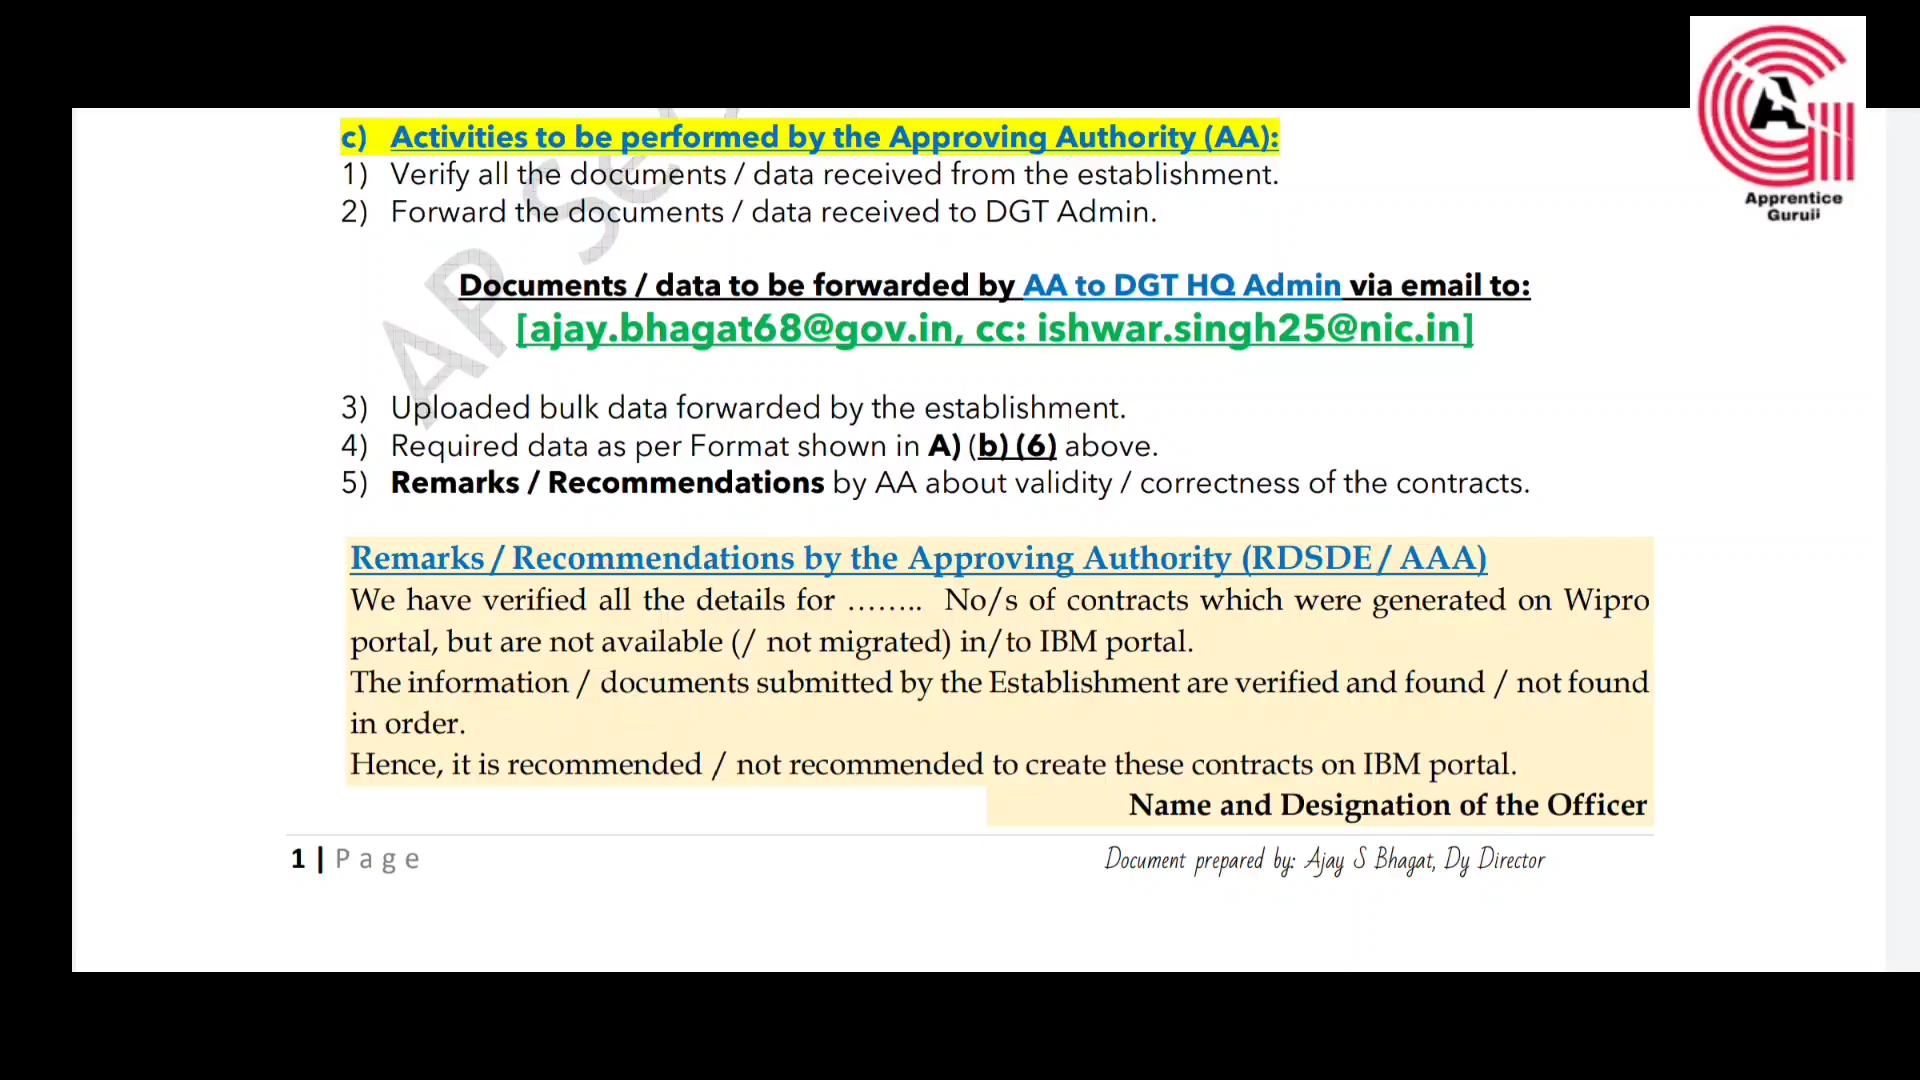 Apprentice
Guruji
c) Activities to be performed by the Approving Authority (AA):
1) Verify all the documents / data received from the establishment.
2) Forward the documents / data received to DGT Admin.
Documents / data to be forwarded by AA to DGT HQ Admin via email to:
[ajay.bhagat68@gov.in, cc: ishwar.singh25@nic.in]
3) Uploaded bulk data forwarded by the establishment.
4) Required data as per Format shown in A) (b) (6) above.
5) Remarks / Recommendations by AA about validity / correctness of the contracts.
Remarks / Recommendations by the Approving Authority (RDSDE / AAA)
We have verified all the details for …….. No/s of contracts which were generated on Wipro
portal, but are not available (/ not migrated) in/to IBM portal.
The information / documents submitted by the Establishment are verified and found / not found
in order.
Hence, it is recommended / not recommended to create these contracts on IBM portal.
Name and Designation of the Officer
1 | Page
Document prepared by: Ajay S Bhagat, Dy Director